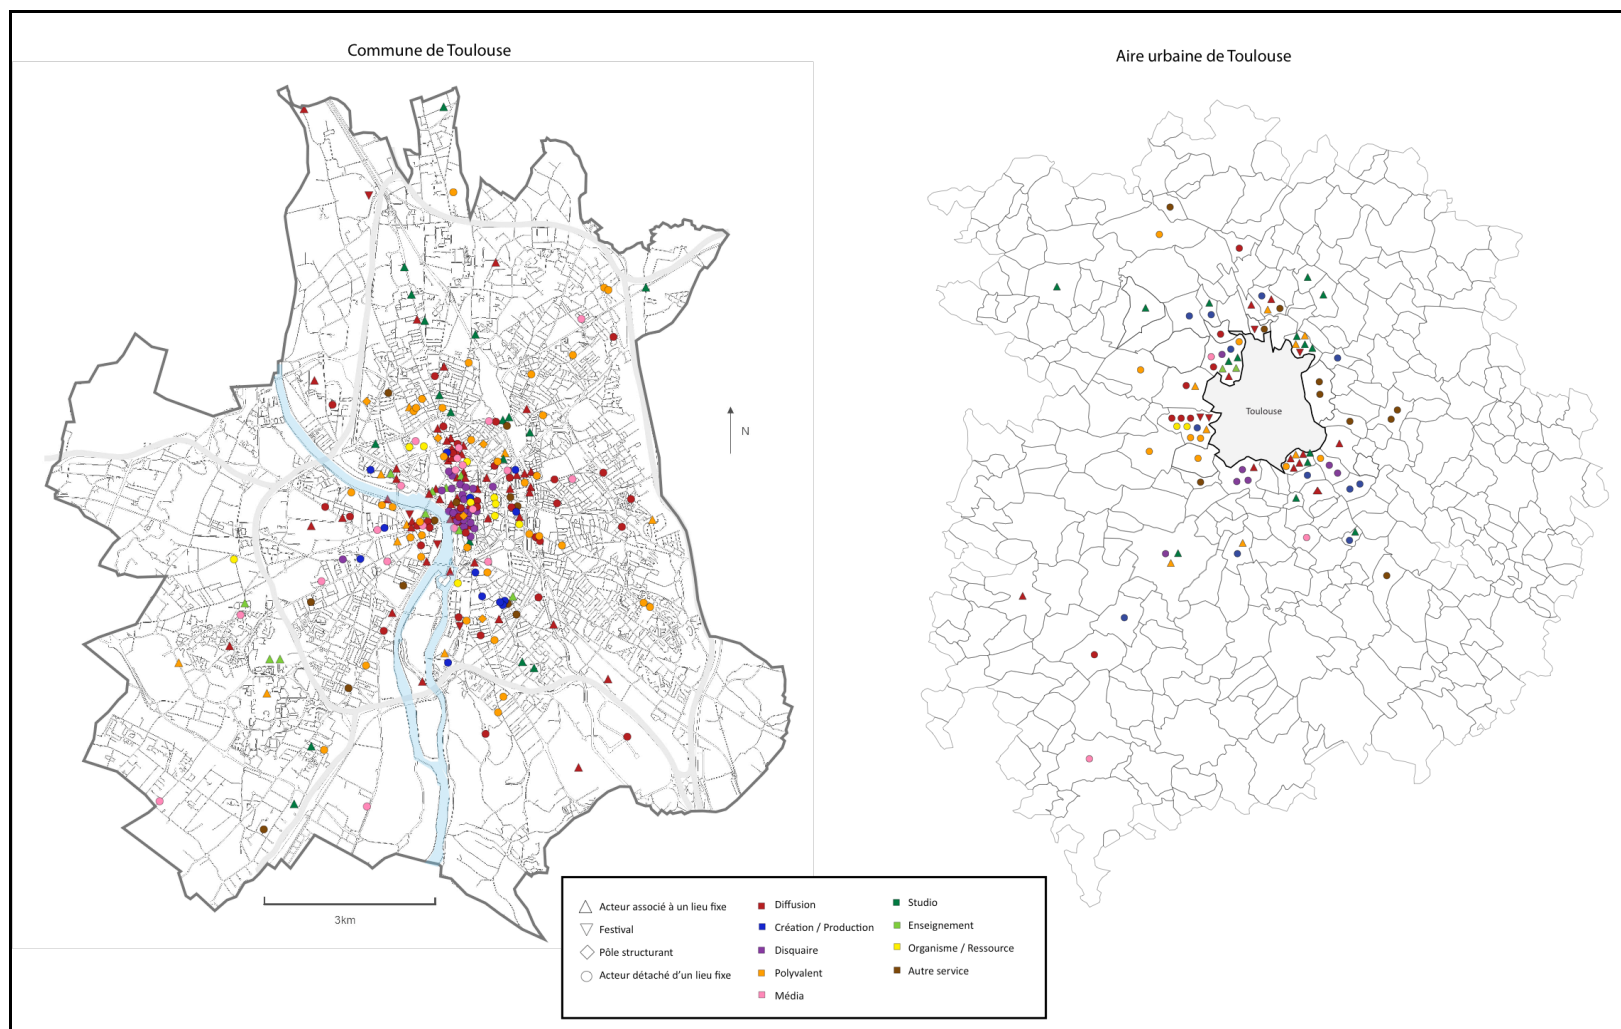 Commune de Toulouse
Aire urbaine de Toulouse
N
Toulouse
3km
Acteur associé à un lieu fixe
Festival
Pôle structurant
Acteur détaché d'un lieu fixe
Diffusion
Création / Production
Disquaire
Polyvalent
Média
Studio
Enseignement
Organisme / Ressource
Autre service